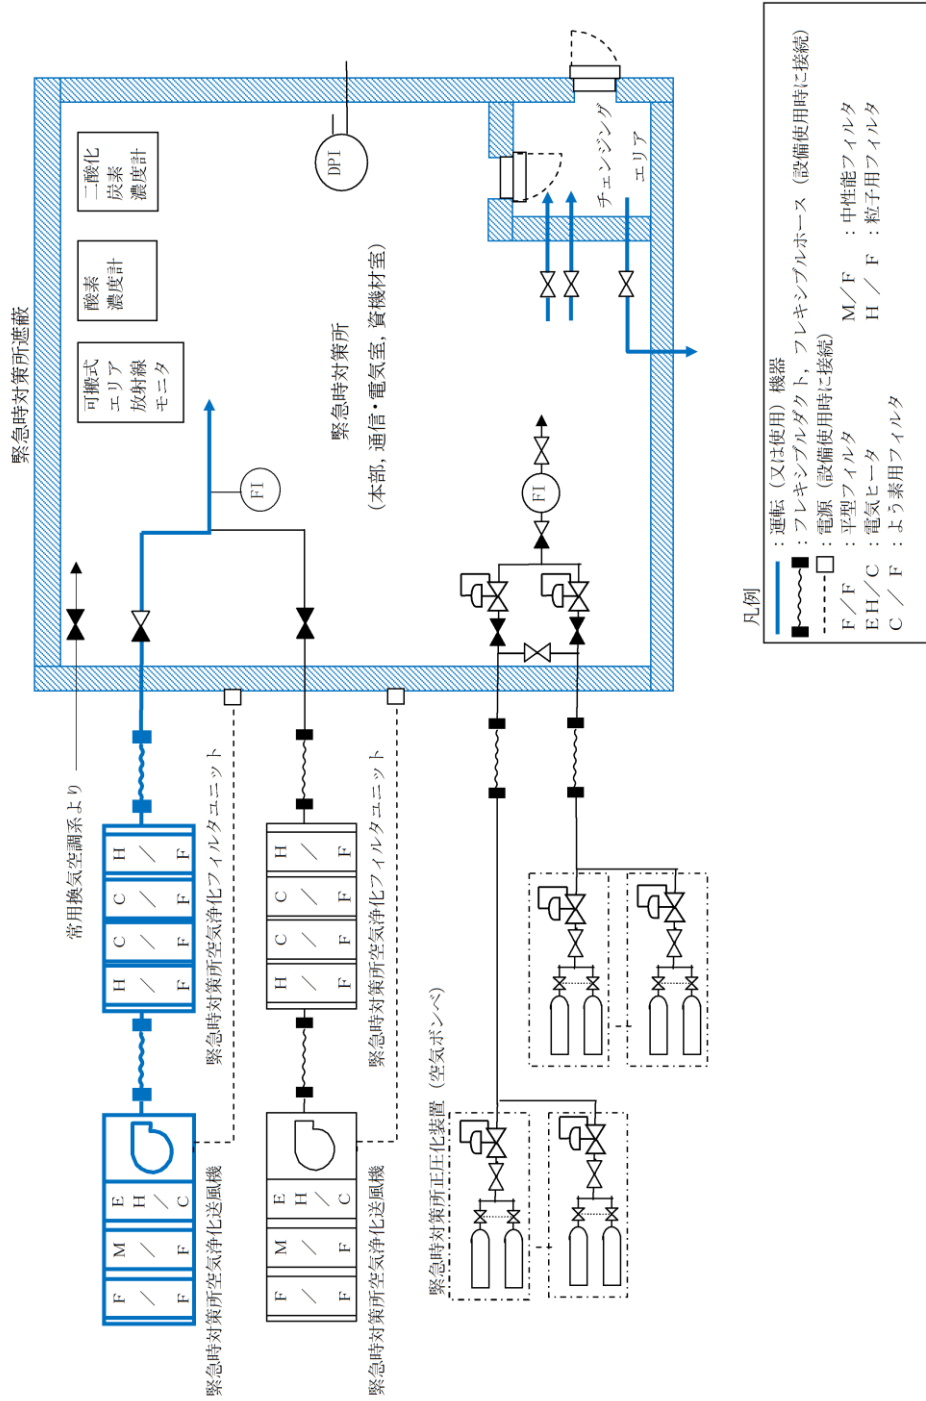 緊急時対策所遮蔽
常用換気空調系より
二酸化
炭素
濃度計
酸素
濃度計
可搬式
エリア
放射線
モニタ
DPI
緊急時対策所
(本部, 通信・電気室, 資機材室)
チェンジング
エリア
FI
FI
F/F
M/F
EH/C
H/F
C/F
C/F
H/F
緊急時対策所空気浄化送風機
緊急時対策所空気浄化フィルタユニット
F/F
M/F
EH/C
H/F
C/F
C/F
H/F
緊急時対策所空気浄化送風機
緊急時対策所空気浄化フィルタユニット
緊急時対策所正圧化装置 (空気ボンベ)
凡例
:運転 (又は使用) 機器
:フレキシブルダクト, フレキシブルホース (設備使用時に接続)
:電源 (設備使用時に接続)
F/F :平型フィルタ M/F :中性能フィルタ
EH/C :電気ヒータ H/F :粒子用フィルタ
C/F :よう素用フィルタ